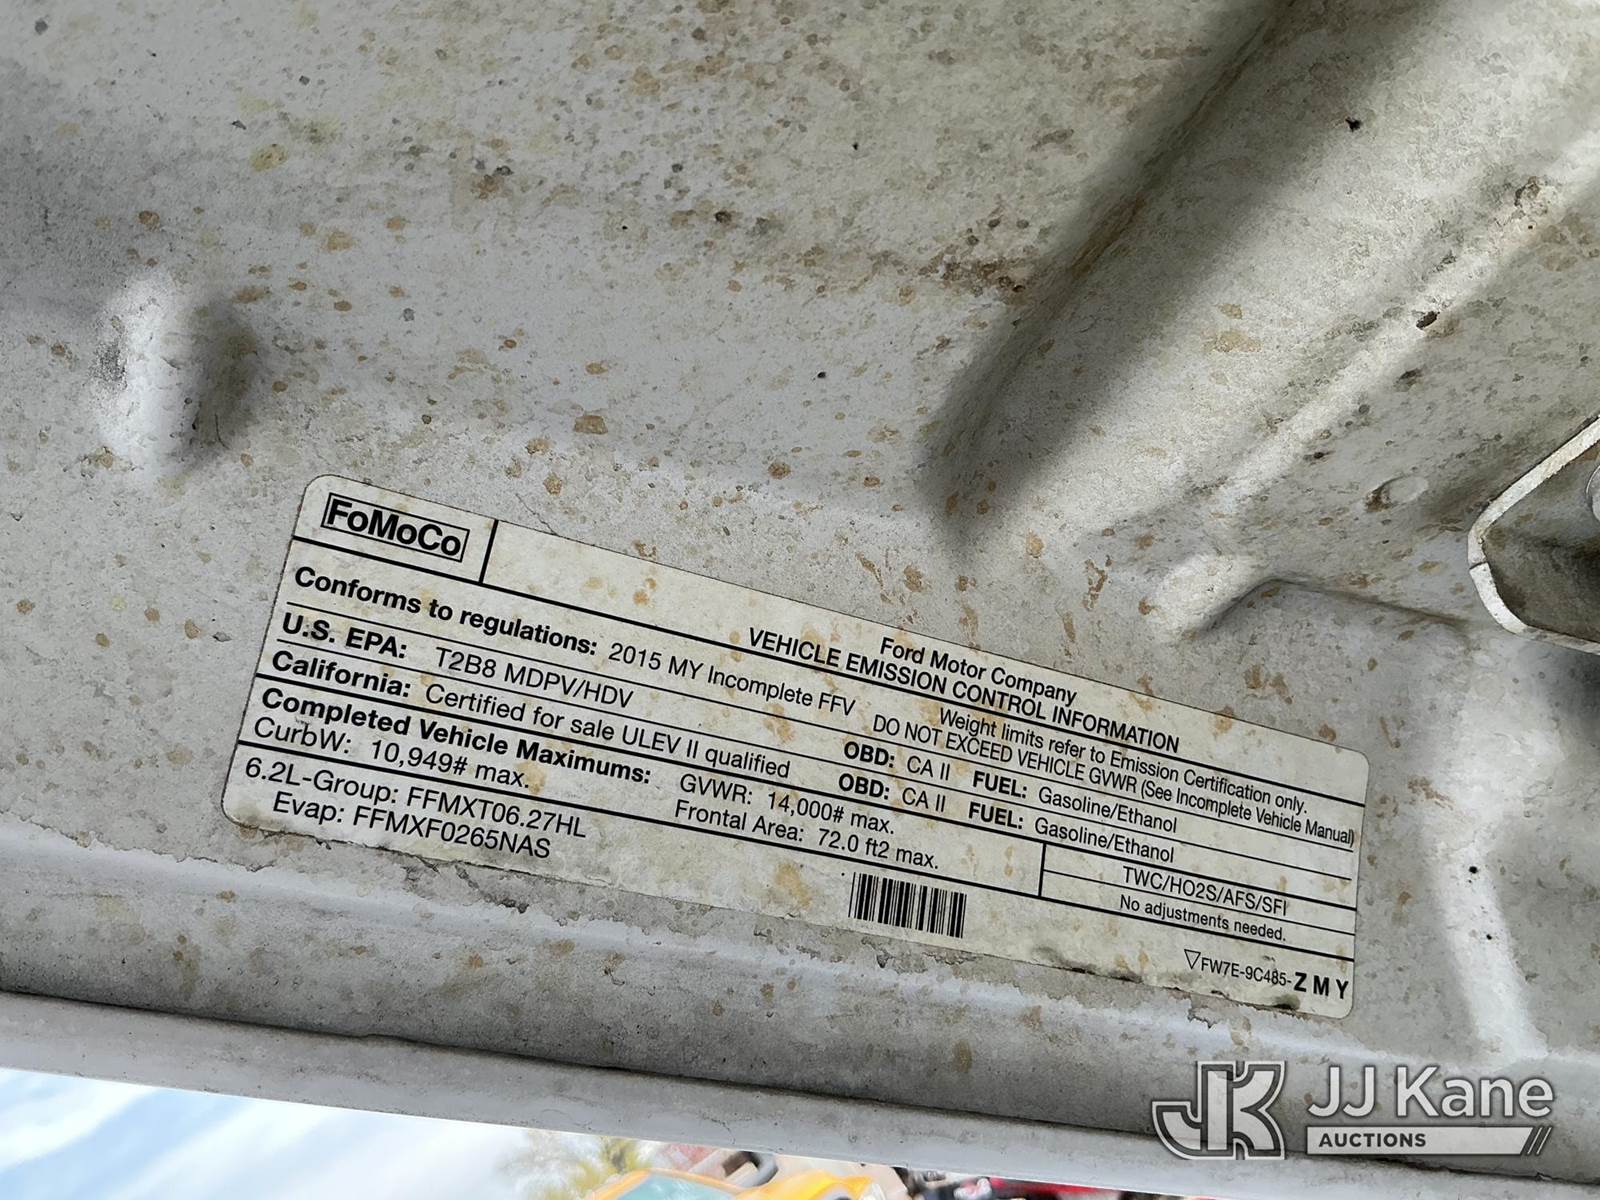 FoMoCo
Ford Motor Company
VEHICLE EMISSION CONTROL INFORMATION
Conforms to regulations: 2015 MY Incomplete FFV
Weight limits refer to Emission Certification only.
DO NOT EXCEED VEHICLE GVWR (See Incomplete Vehicle Manual)
U.S. EPA: T2B8 MDPV/HDV OBD: CA II FUEL: Gasoline/Ethanol
California: Certified for sale ULEV II qualified OBD: CA II FUEL: Gasoline/Ethanol
Completed Vehicle Maximums: GVWR: 14,000# max.
CurbW: 10,949# max. Frontal Area: 72.0 ft2 max.
TWC/HO2S/AFS/SFI
No adjustments needed.
6.2L-Group: FFMXT06.27HL
Evap: FFMXF0265NAS
FW7E-9C485-ZMY
JK JJ Kane
AUCTIONS